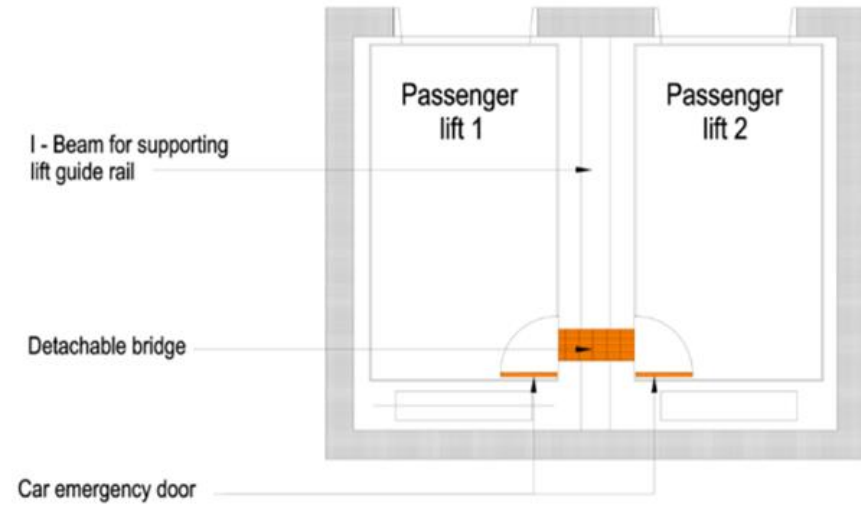 Passenger
lift 1
Passenger
lift 2
I - Beam for supporting
lift guide rail
Detachable bridge
Car emergency door